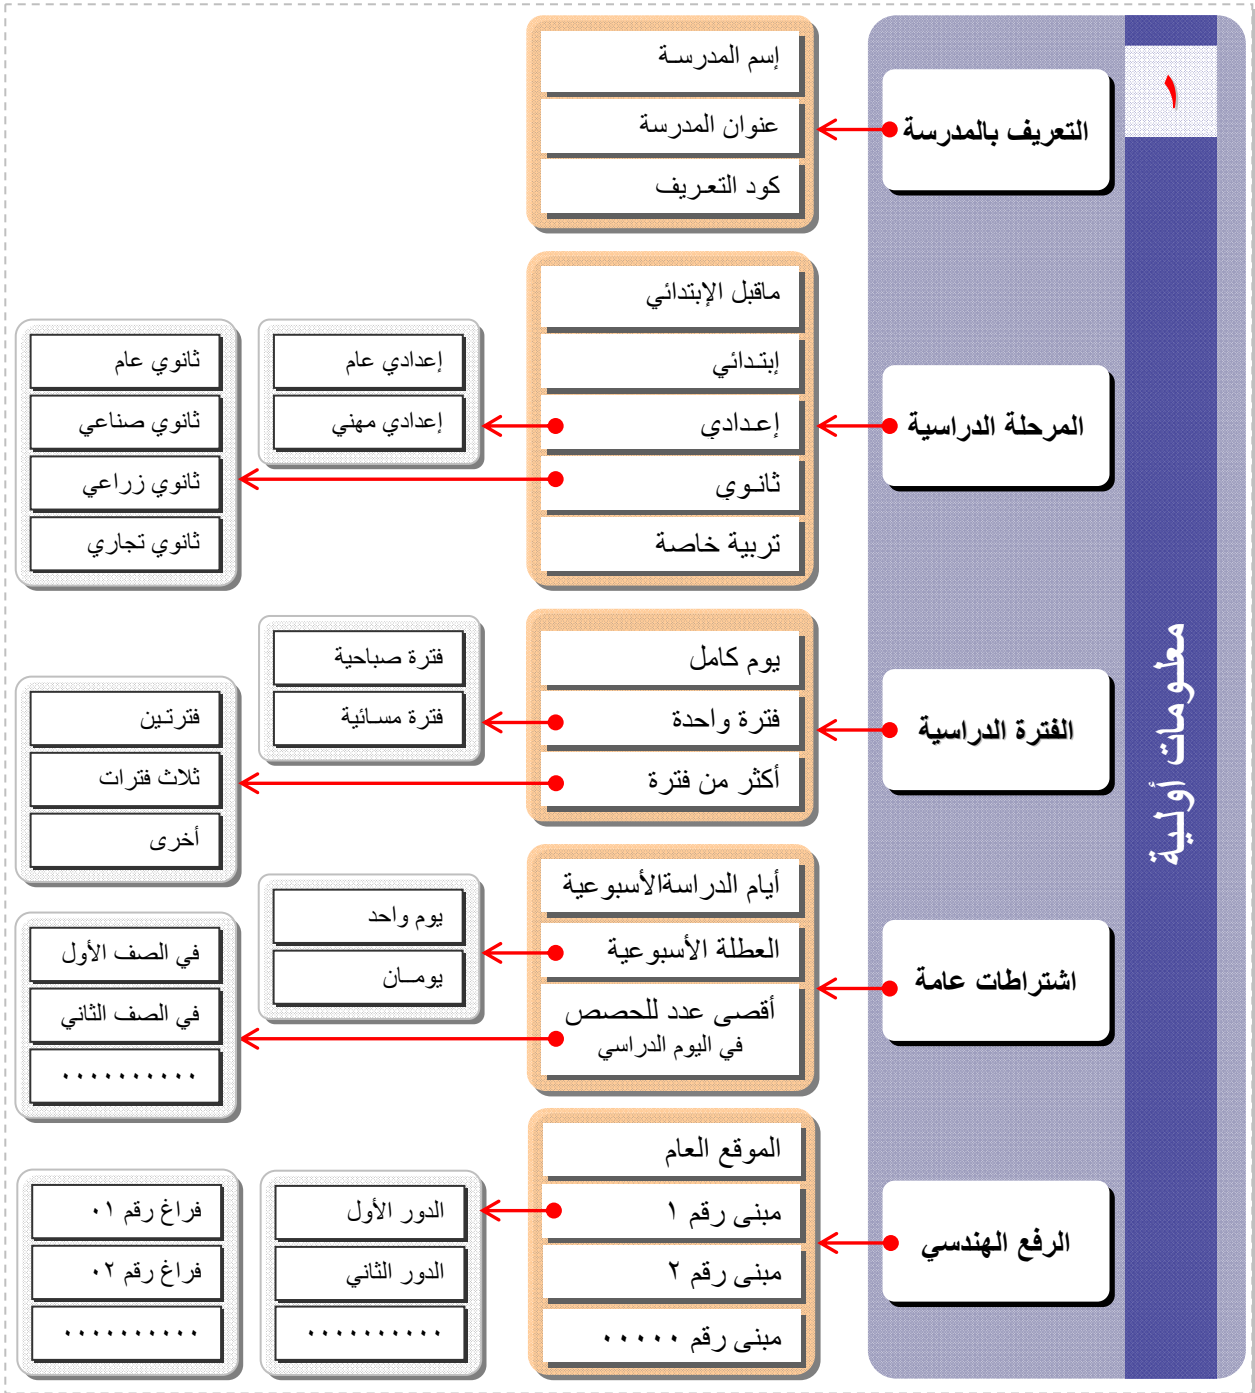 ١
معلومات أولية
التعريف بالمدرسة
إسم المدرسة
عنوان المدرسة
كود التعريف
المرحلة الدراسية
ماقبل الإبتدائي
إبتدائي
إعدادي
ثانوي
تربية خاصة
إعدادي عام
إعدادي مهني
ثانوي عام
ثانوي صناعي
ثانوي زراعي
ثانوي تجاري
الفترة الدراسية
يوم كامل
فترة واحدة
أكثر من فترة
فترة صباحية
فترة مسائية
فترتين
ثلاث فترات
أخرى
اشتراطات عامة
أيام الدراسةالأسبوعية
العطلة الأسبوعية
أقصى عدد للحصص
في اليوم الدراسي
يوم واحد
يومان
في الصف الأول
في الصف الثاني
٠٠٠٠٠٠٠٠٠٠
الرفع الهندسي
الموقع العام
مبنى رقم ١
مبنى رقم ٢
مبنى رقم ٠٠٠٠٠
الدور الأول
الدور الثاني
٠٠٠٠٠٠٠٠٠٠
فراغ رقم ٠١
فراغ رقم ٠٢
٠٠٠٠٠٠٠٠٠٠